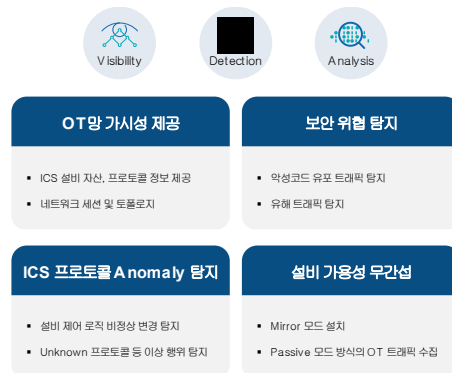 Visibility
Detection
Analysis
OT망 가시성 제공
보안 위협 탐지
ICS 설비 자산, 프로토콜 정보 제공
네트워크 세션 및 토폴로지
악성코드 유포 트래픽 탐지
유해 트래픽 탐지
ICS 프로토콜 Anomaly 탐지
설비 가용성 무간섭
설비 제어 로직 비정상 변경 탐지
Unknown 프로토콜 등 이상 행위 탐지
Mirror 모드 설치
Passive 모드 방식의 OT 트래픽 수집